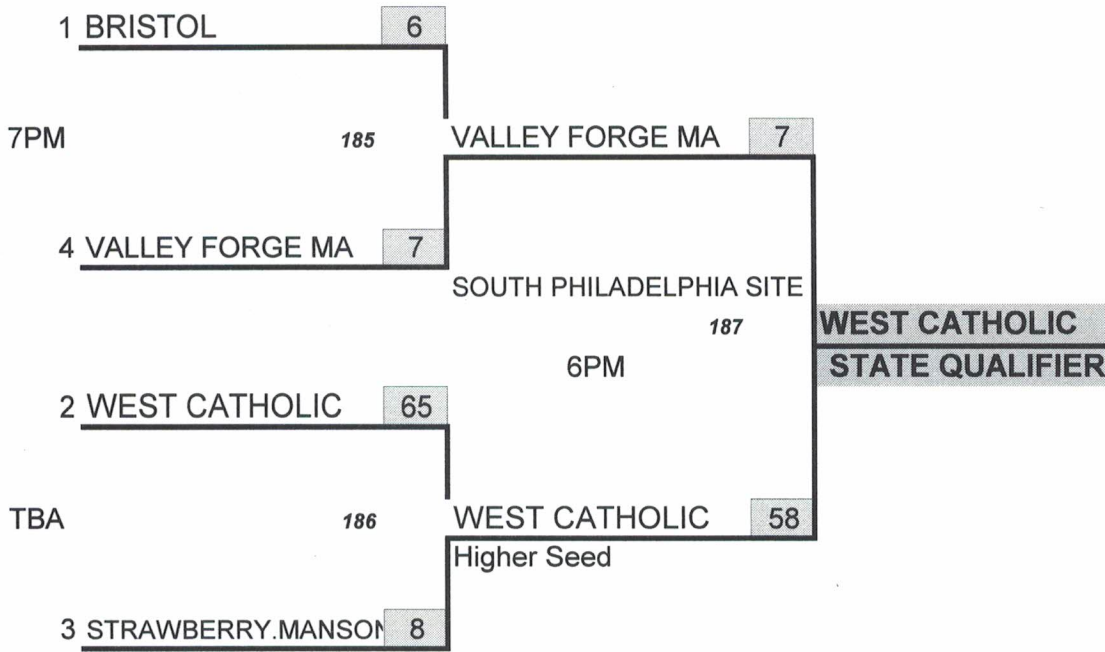 1 BRISTOL 6
7PM 185 VALLEY FORGE MA 7
4 VALLEY FORGE MA 7
SOUTH PHILADELPHIA SITE
187 WEST CATHOLIC
6PM STATE QUALIFIER
2 WEST CATHOLIC 65
TBA 186 WEST CATHOLIC 58
Higher Seed
3 STRAWBERRY.MANSON 8